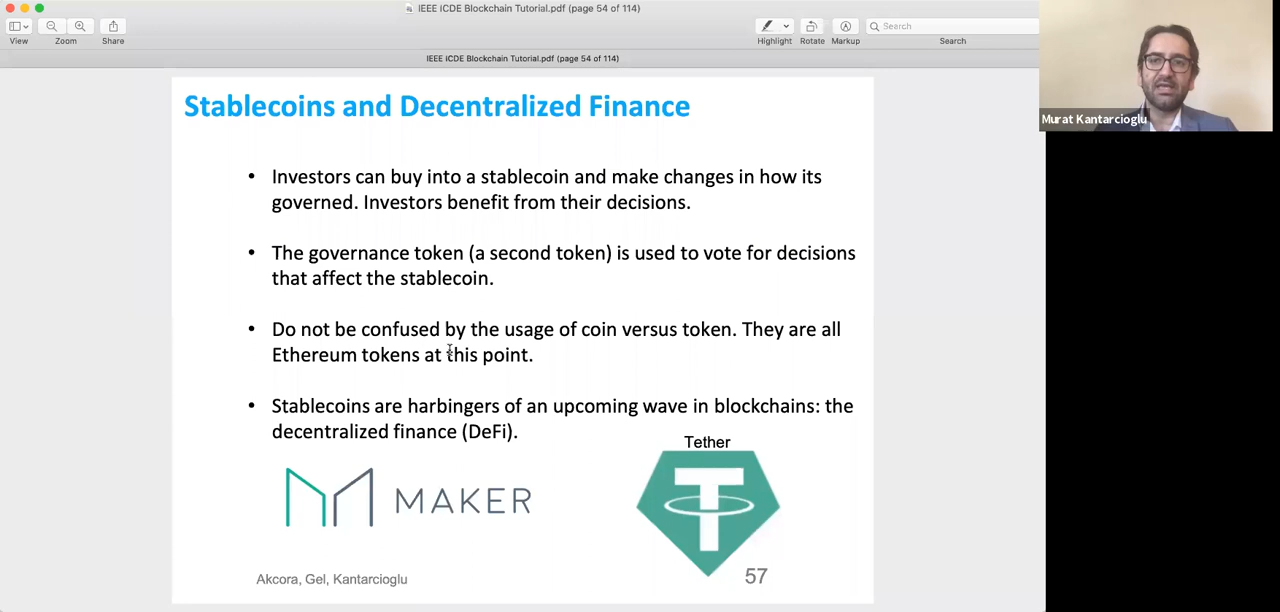 IEEE ICDE Blockchain Tutorial.pdf (page 54 of 114)
View
Zoom
Share
Highlight
Rotate
Markup
Search
Search
IEEE ICDE Blockchain Tutorial.pdf (page 54 of 114)
Murat Kantarcioglu
Stablecoins and Decentralized Finance
• Investors can buy into a stablecoin and make changes in how its
governed. Investors benefit from their decisions.
• The governance token (a second token) is used to vote for decisions
that affect the stablecoin.
• Do not be confused by the usage of coin versus token. They are all
Ethereum tokens at this point.
• Stablecoins are harbingers of an upcoming wave in blockchains: the
decentralized finance (DeFi).
Tether
MAKER
Akcora, Gel, Kantarcioglu
57